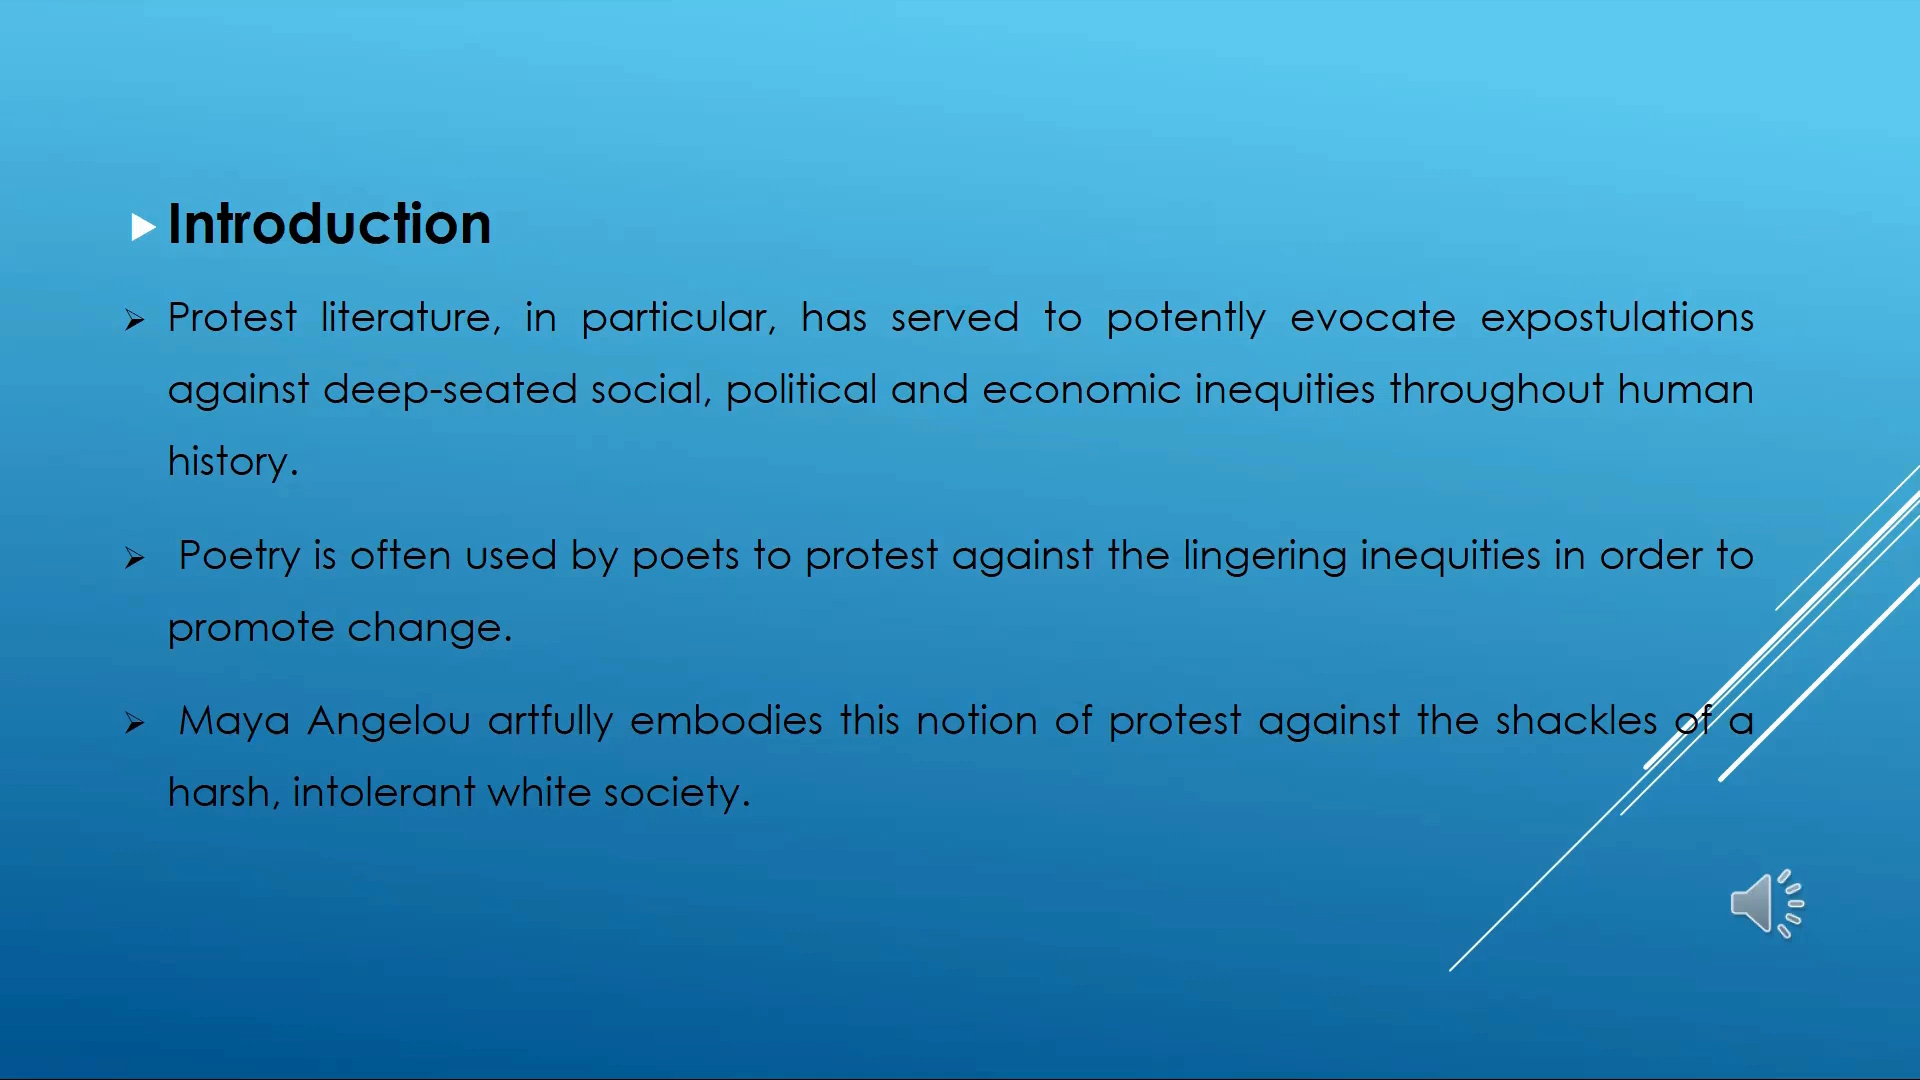 Introduction
Protest literature, in particular, has served to potently evocate expostulations
against deep-seated social, political and economic inequities throughout human
history.
Poetry is often used by poets to protest against the lingering inequities in order to
promote change.
Maya Angelou artfully embodies this notion of protest against the shackles of a
harsh, intolerant white society.